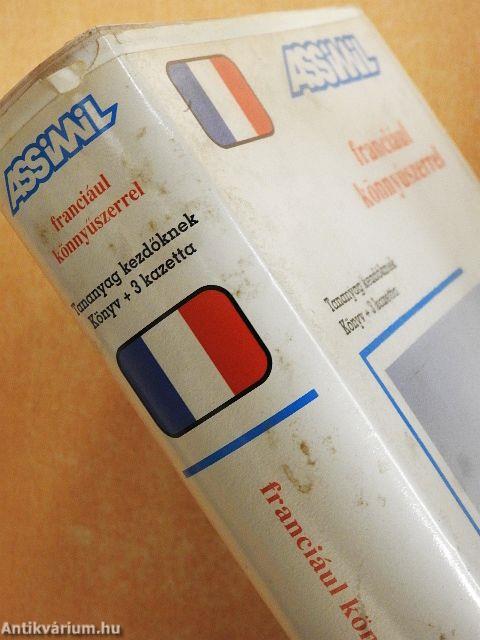 ASSiMiL
franciául
könnyűszerrel
Tananyag kezdőknek
Könyv + 3 kazetta
franciául kön
ASSiMiL
franciául
könnyűszerrel
Tananyag kezdőknek
Könyv + 3 kazetta
Antikvárium.hu